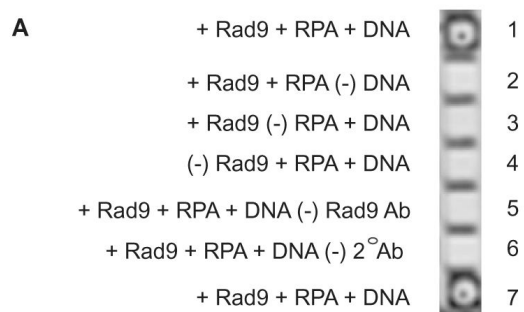 A + Rad9 + RPA + DNA 1
+ Rad9 + RPA (-) DNA 2
+ Rad9 (-) RPA + DNA 3
(-) Rad9 + RPA + DNA 4
+ Rad9 + RPA + DNA (-) Rad9 Ab 5
+ Rad9 + RPA + DNA (-) 2°Ab 6
+ Rad9 + RPA + DNA 7